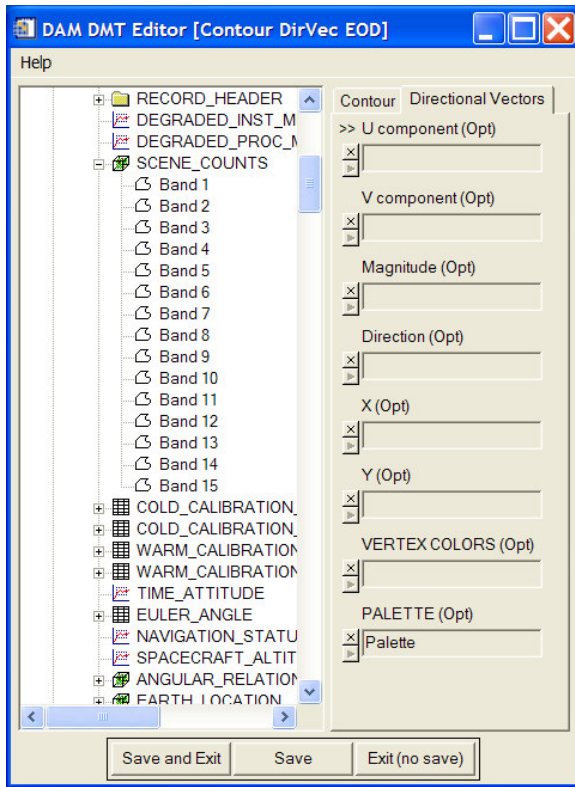 DAM DMT Editor [Contour DirVec EOD]
Help
RECORD_HEADER
DEGRADED_INST_M
DEGRADED_PROC_M
SCENE_COUNTS
Band 1
Band 2
Band 3
Band 4
Band 5
Band 6
Band 7
Band 8
Band 9
Band 10
Band 11
Band 12
Band 13
Band 14
Band 15
COLD_CALIBRATION_
COLD_CALIBRATION_
WARM_CALIBRATION
WARM_CALIBRATION
TIME_ATTITUDE
EULER_ANGLE
NAVIGATION_STATU
SPACECRAFT_ALTIT
ANGULAR_RELATION
EARTH_LOCATION
Contour Directional Vectors
>> U component (Opt)
V component (Opt)
Magnitude (Opt)
Direction (Opt)
X (Opt)
Y (Opt)
VERTEX COLORS (Opt)
PALETTE (Opt)
Palette
Save and Exit Save Exit (no save)